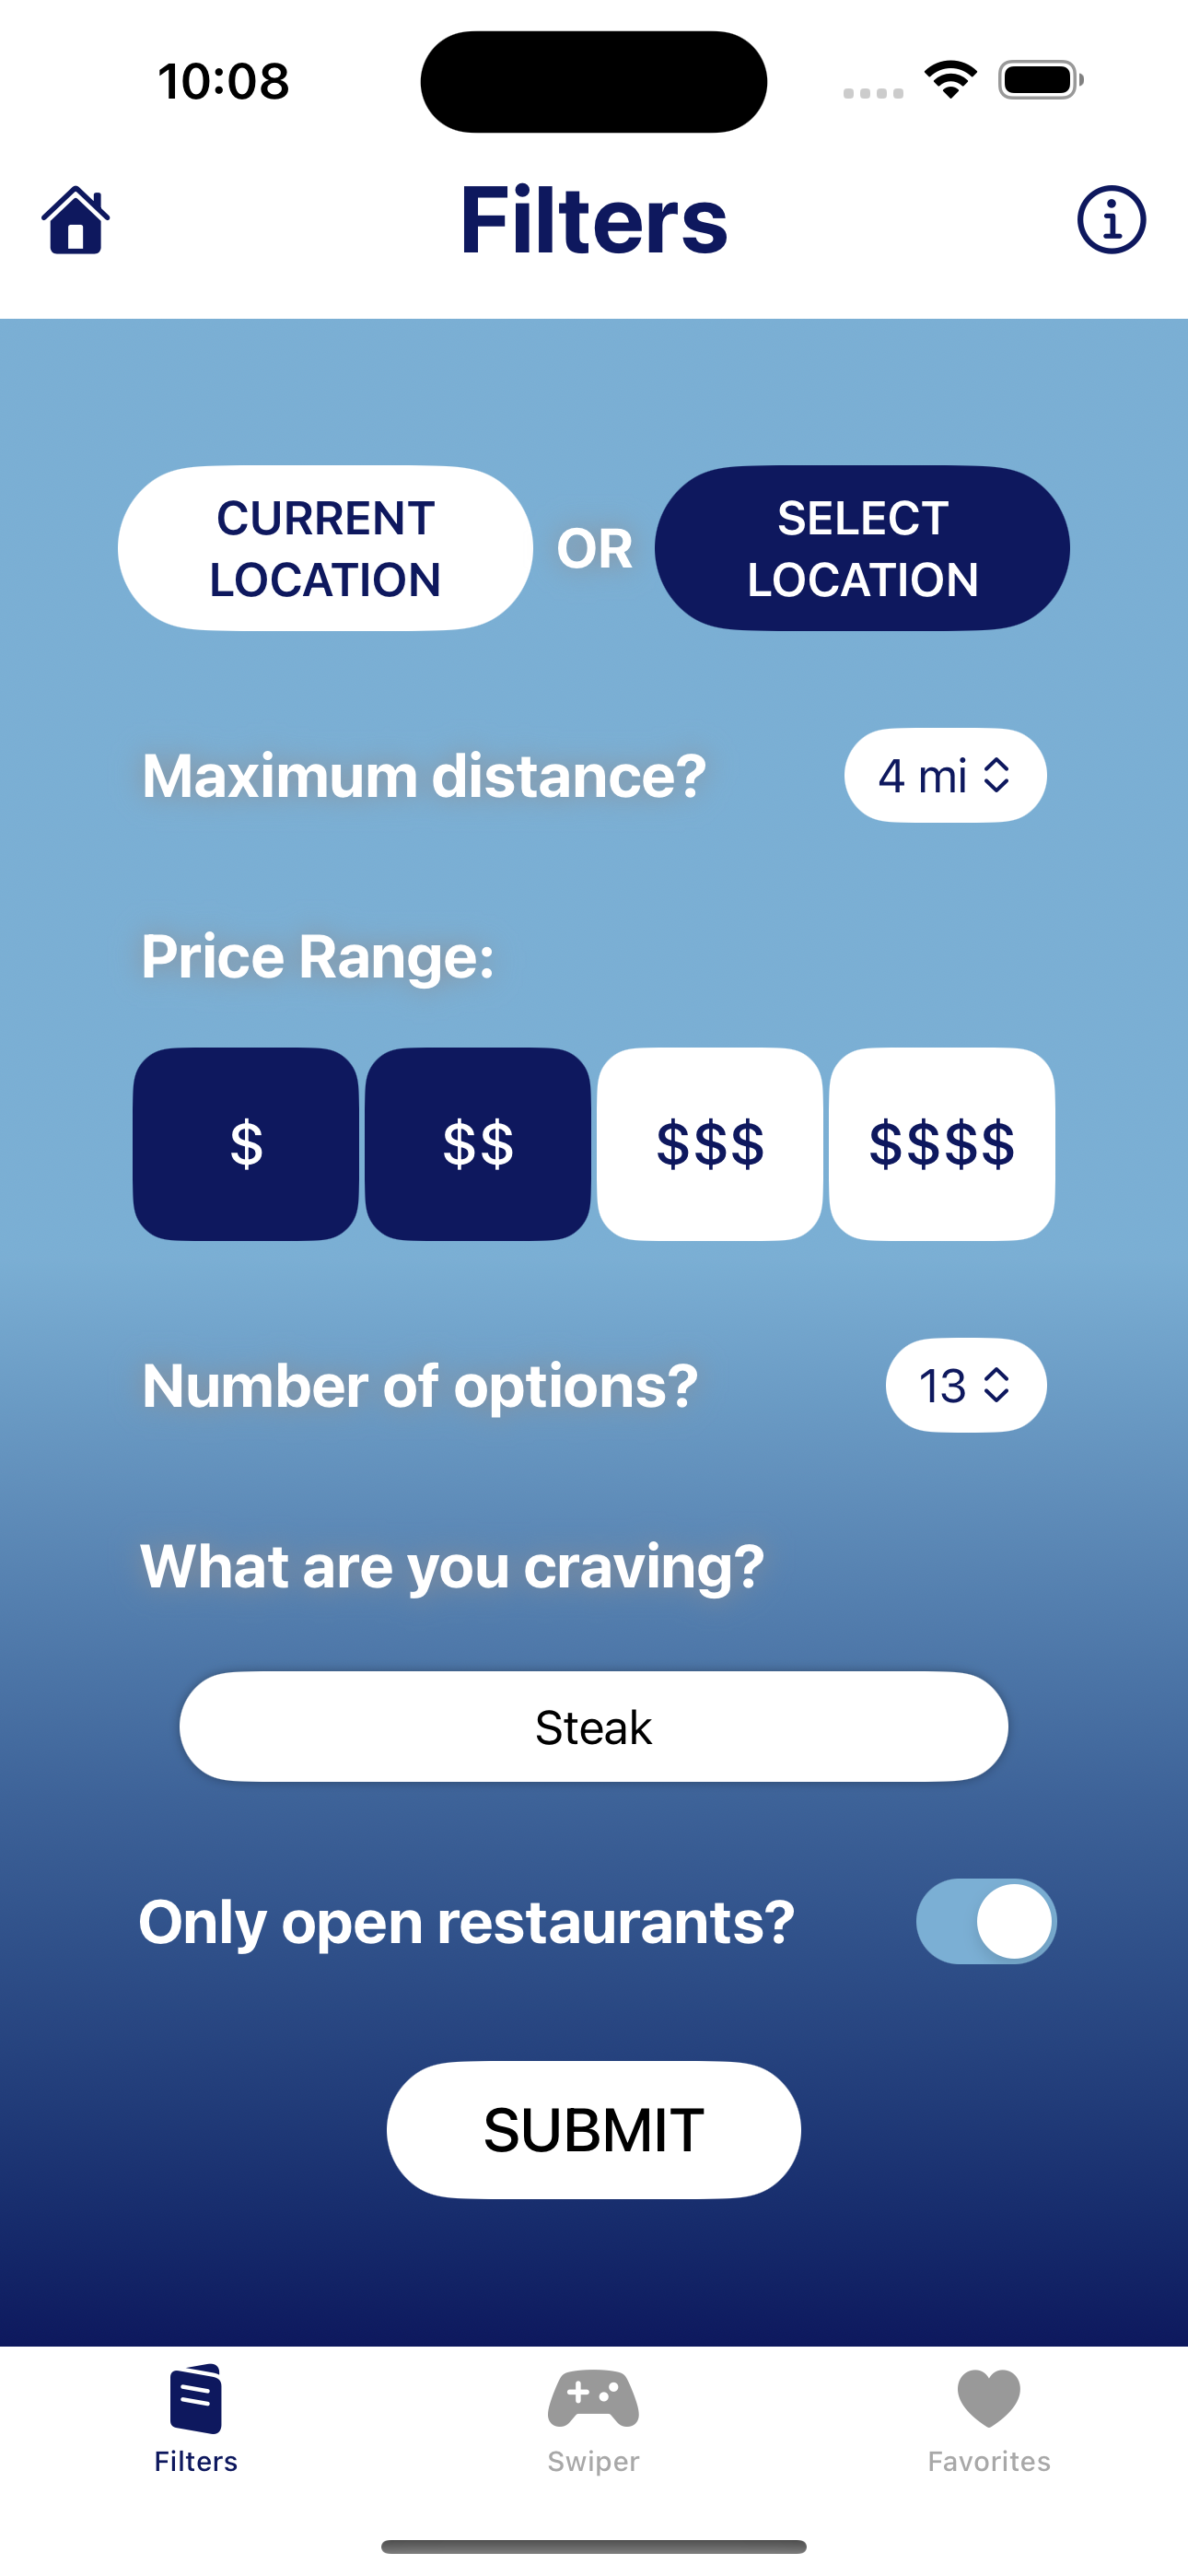 10:08
Filters
CURRENT
LOCATION
OR
SELECT
LOCATION
Maximum distance?
4 mi
Price Range:
$
$$
$$$
$$$$
Number of options?
13
What are you craving?
Steak
Only open restaurants?
SUBMIT
Filters
Swiper
Favorites